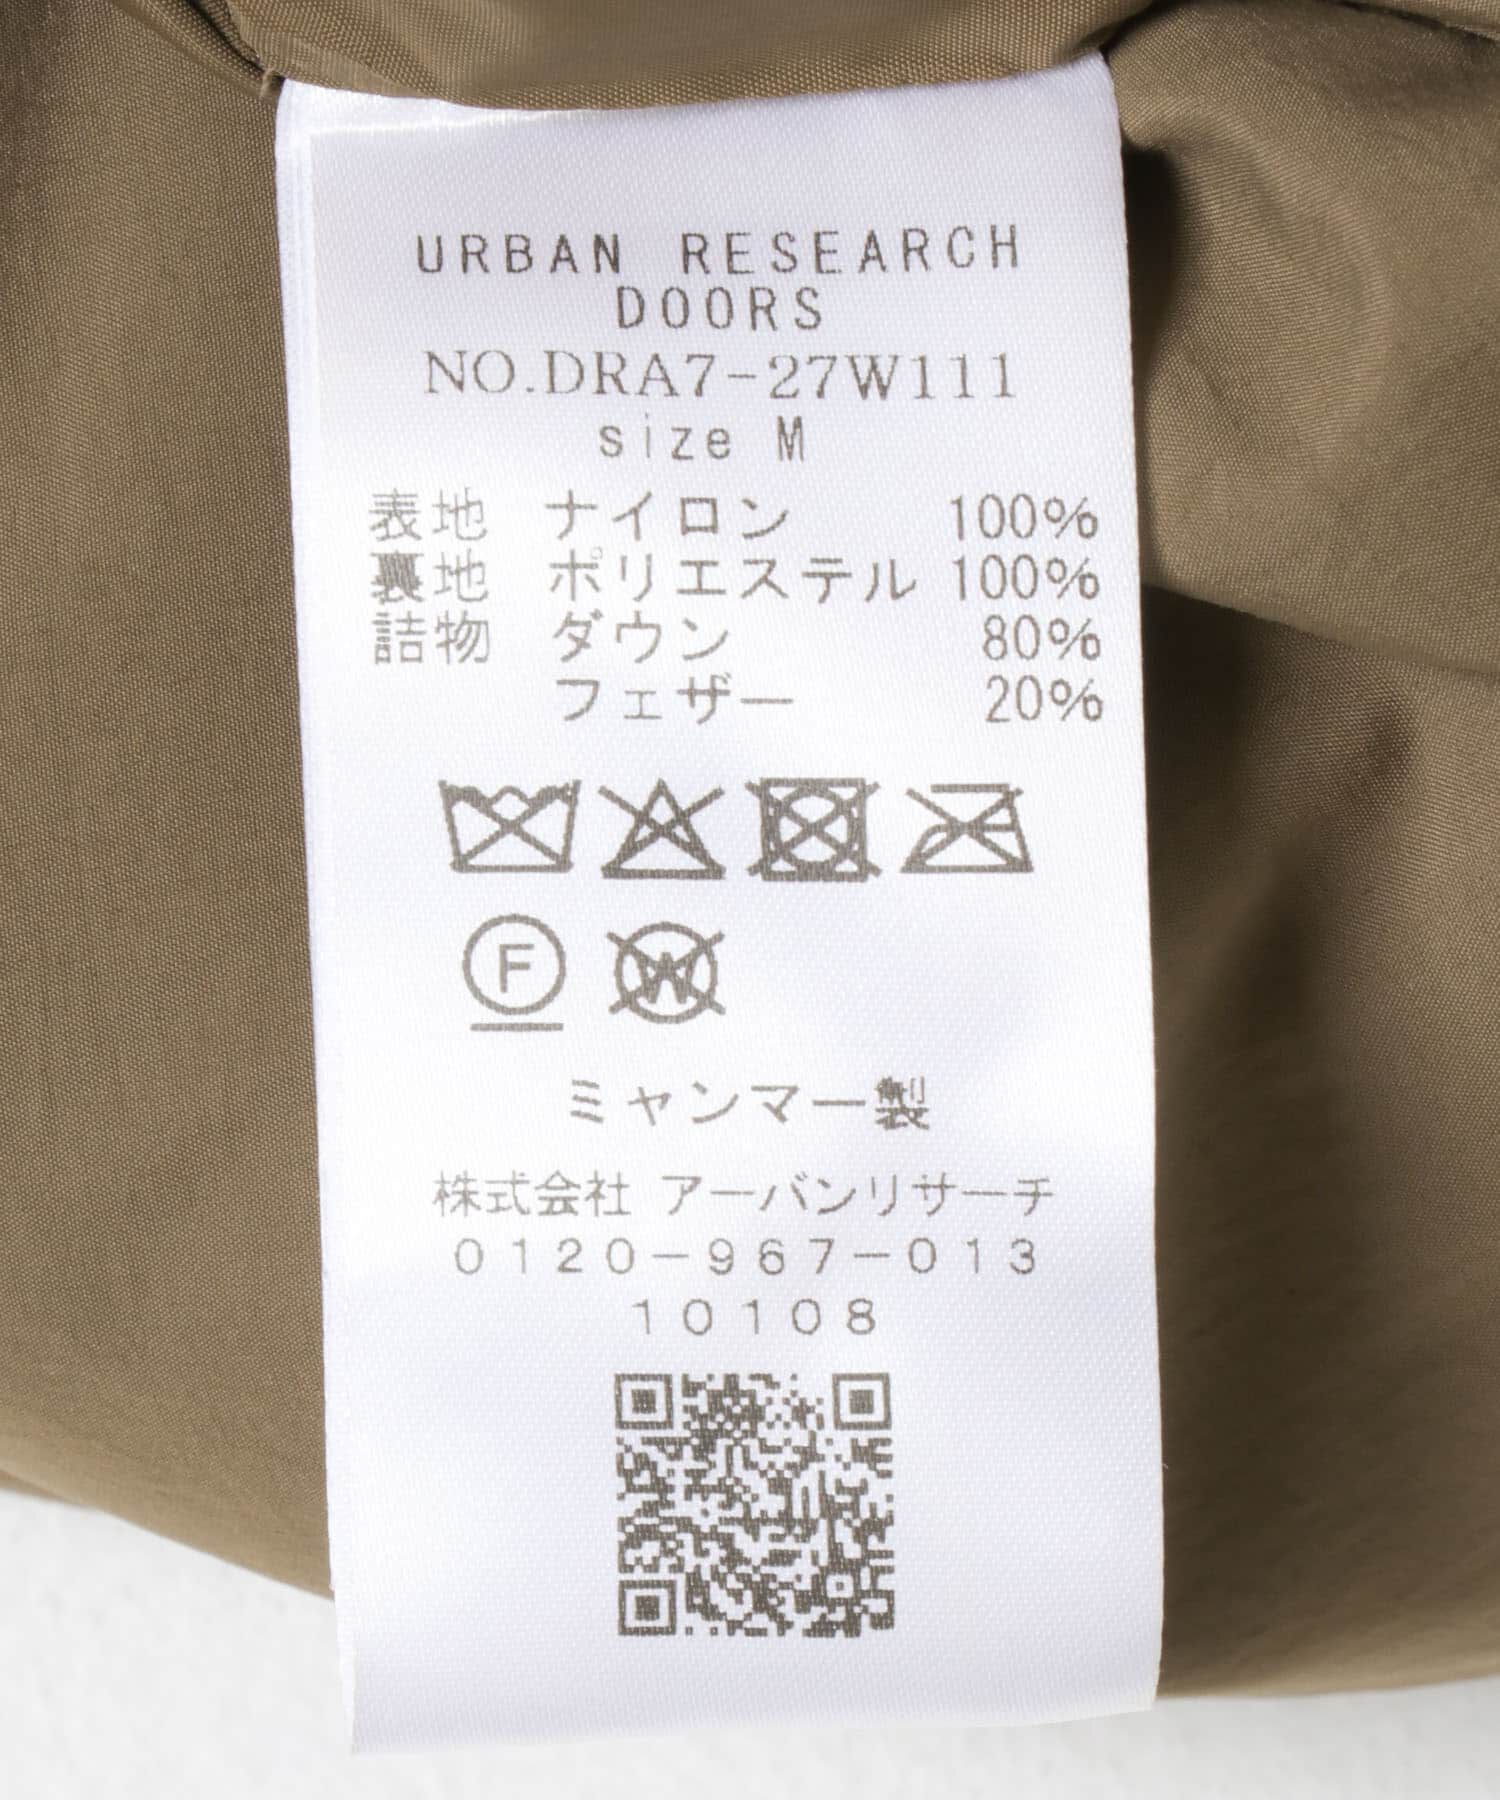 URBAN RESEARCH
DOORS
NO.DRA7-27W111
size M
表地 ナイロン 100%
裏地 ポリエステル 100%
詰物 ダウン 80%
フェザー 20%
F W
ミャンマー製
株式会社 アーバンリサーチ
0120-967-013
10108